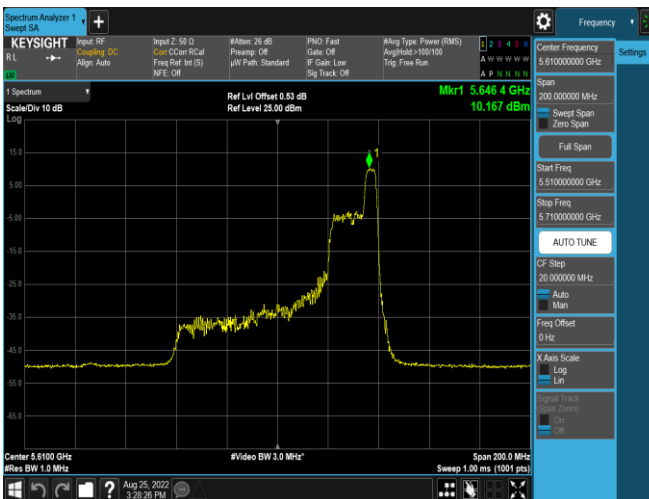 Spectrum Analyzer 1
Swept SA
+
Frequency
KEYSIGHT
Input: RF
Input Z: 50 Ω
#Atten: 26 dB
PNO: Fast
#Avg Type: Power (RMS)
1 2 3 4 5 6
RL
Coupling: DC
Corr CCorr RCal
Preamp: Off
Gate: Off
Avg|Hold:>100/100
A W W W W W
Align: Auto
Freq Ref: Int (S)
µW Path: Standard
IF Gain: Low
Trig: Free Run
NFE: Off
Sig Track: Off
A P N N N N
1 Spectrum
Ref Lvl Offset 0.53 dB
Mkr1 5.646 4 GHz
Scale/Div 10 dB
Ref Level 25.00 dBm
10.167 dBm
Log
15.0
5.00
-5.00
-15.0
-25.0
-35.0
-45.0
-55.0
-65.0
1
Center 5.6100 GHz
#Video BW 3.0 MHz*
Span 200.0 MHz
#Res BW 1.0 MHz
Sweep 1.00 ms (1001 pts)
Center Frequency
5.610000000 GHz
Settings
Span
200.000000 MHz
Swept Span
Zero Span
Full Span
Start Freq
5.510000000 GHz
Stop Freq
5.710000000 GHz
AUTO TUNE
CF Step
20.000000 MHz
Auto
Man
Freq Offset
0 Hz
X Axis Scale
Log
Lin
Signal Track
(Span Zoom)
On
Off
?
Aug 25, 2022
3:28:26 PM